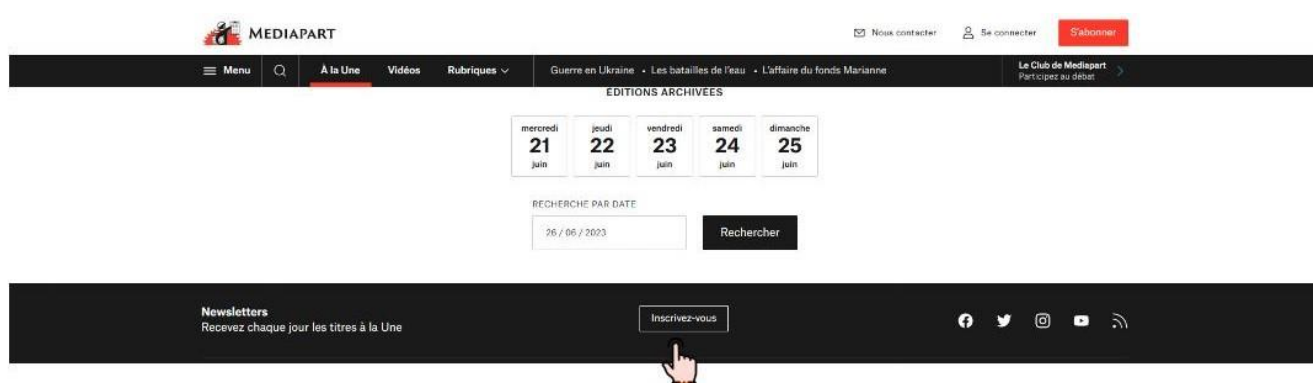 MEDIAPART
Nous contacter
Se connecter
S'abonner
Menu
À la Une
Vidéos
Rubriques
Guerre en Ukraine • Les batailles de l'eau • L'affaire du fonds Marianne
Le Club de Mediapart
Participez au débat
ÉDITIONS ARCHIVÉES
mercredi
21
juin
jeudi
22
juin
vendredi
23
juin
samedi
24
juin
dimanche
25
juin
RECHERCHE PAR DATE
26 / 06 / 2023
Rechercher
Newsletters
Recevez chaque jour les titres à la Une
Inscrivez-vous